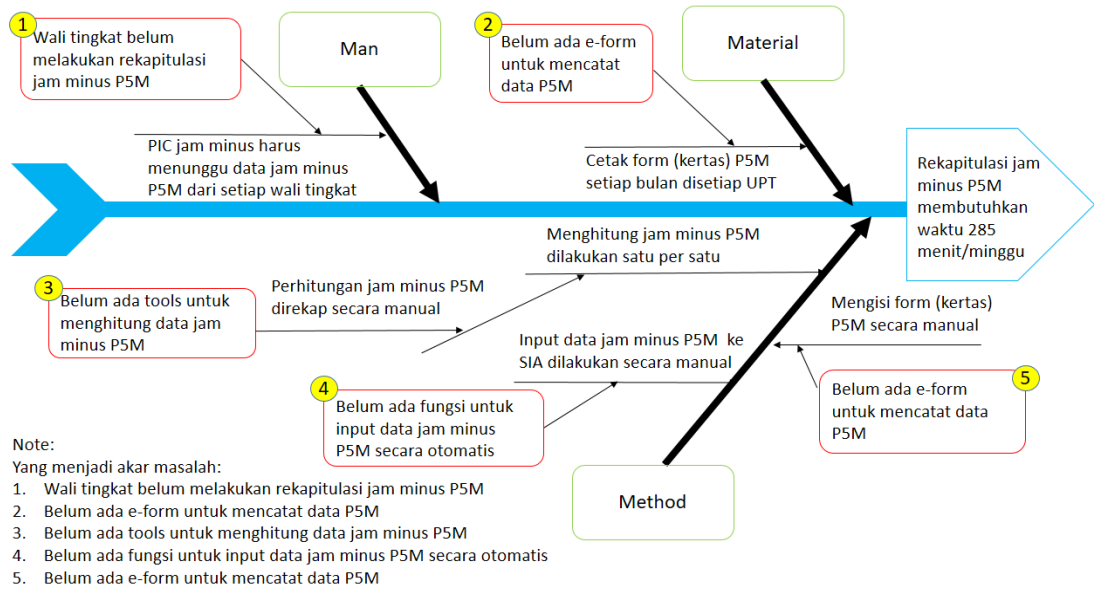 1
Wali tingkat belum
melakukan rekapitulasi
jam minus P5M
Man
2
Belum ada e-form
untuk mencatat
data P5M
Material
PIC jam minus harus
menunggu data jam minus
P5M dari setiap wali tingkat
Cetak form (kertas) P5M
setiap bulan disetiap UPT
Rekapitulasi jam
minus P5M
membutuhkan
waktu 285
menit/minggu
Menghitung jam minus P5M
dilakukan satu per satu
3
Belum ada tools untuk
menghitung data jam
minus P5M
Perhitungan jam minus P5M
direkap secara manual
Mengisi form (kertas)
P5M secara manual
Input data jam minus P5M  ke
SIA dilakukan secara manual
4
Belum ada fungsi untuk
input data jam minus
P5M secara otomatis
5
Belum ada e-form
untuk mencatat data
P5M
Method
Note:
Yang menjadi akar masalah:
1. Wali tingkat belum melakukan rekapitulasi jam minus P5M
2. Belum ada e-form untuk mencatat data P5M
3. Belum ada tools untuk menghitung data jam minus P5M
4. Belum ada fungsi untuk input data jam minus P5M secara otomatis
5. Belum ada e-form untuk mencatat data P5M